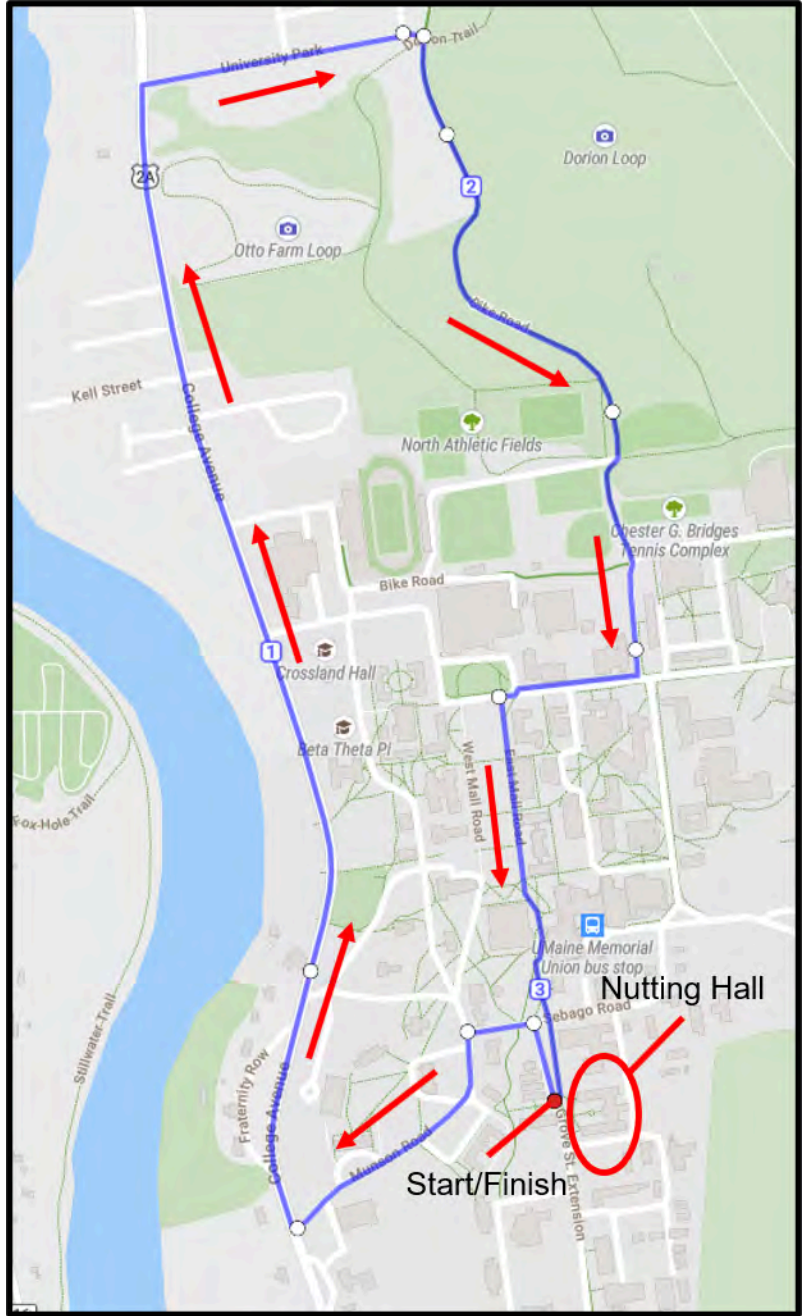 University Park
Dorion Trail
2A
2
Dorion Loop
Otto Farm Loop
Bike Road
Kell Street
College Avenue
North Athletic Fields
Chester G. Bridges
Tennis Complex
Bike Road
1
Crossland Hall
Beta Theta Pi
West Mall Road
East Mall Road
Fox-Hole-Trail
UMaine Memorial
Union bus stop
3
Nutting Hall
Sebago Road
Stillwater-Trail
Fraternity Row
College Avenue
Munson Road
Start/Finish
Grove St. Extension